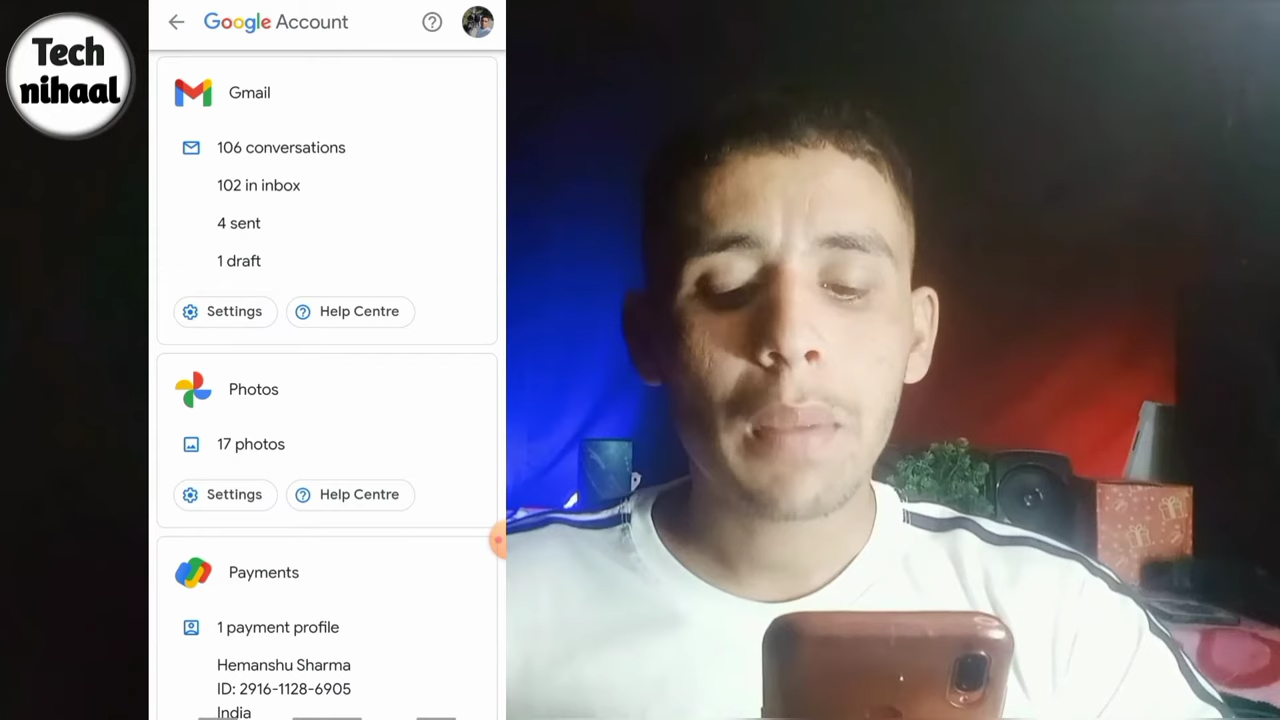 Tech
nihaal
Google Account
Gmail
106 conversations
102 in inbox
4 sent
1 draft
Settings
Help Centre
Photos
17 photos
Settings
Help Centre
Payments
1 payment profile
Hemanshu Sharma
ID: 2916-1128-6905
India